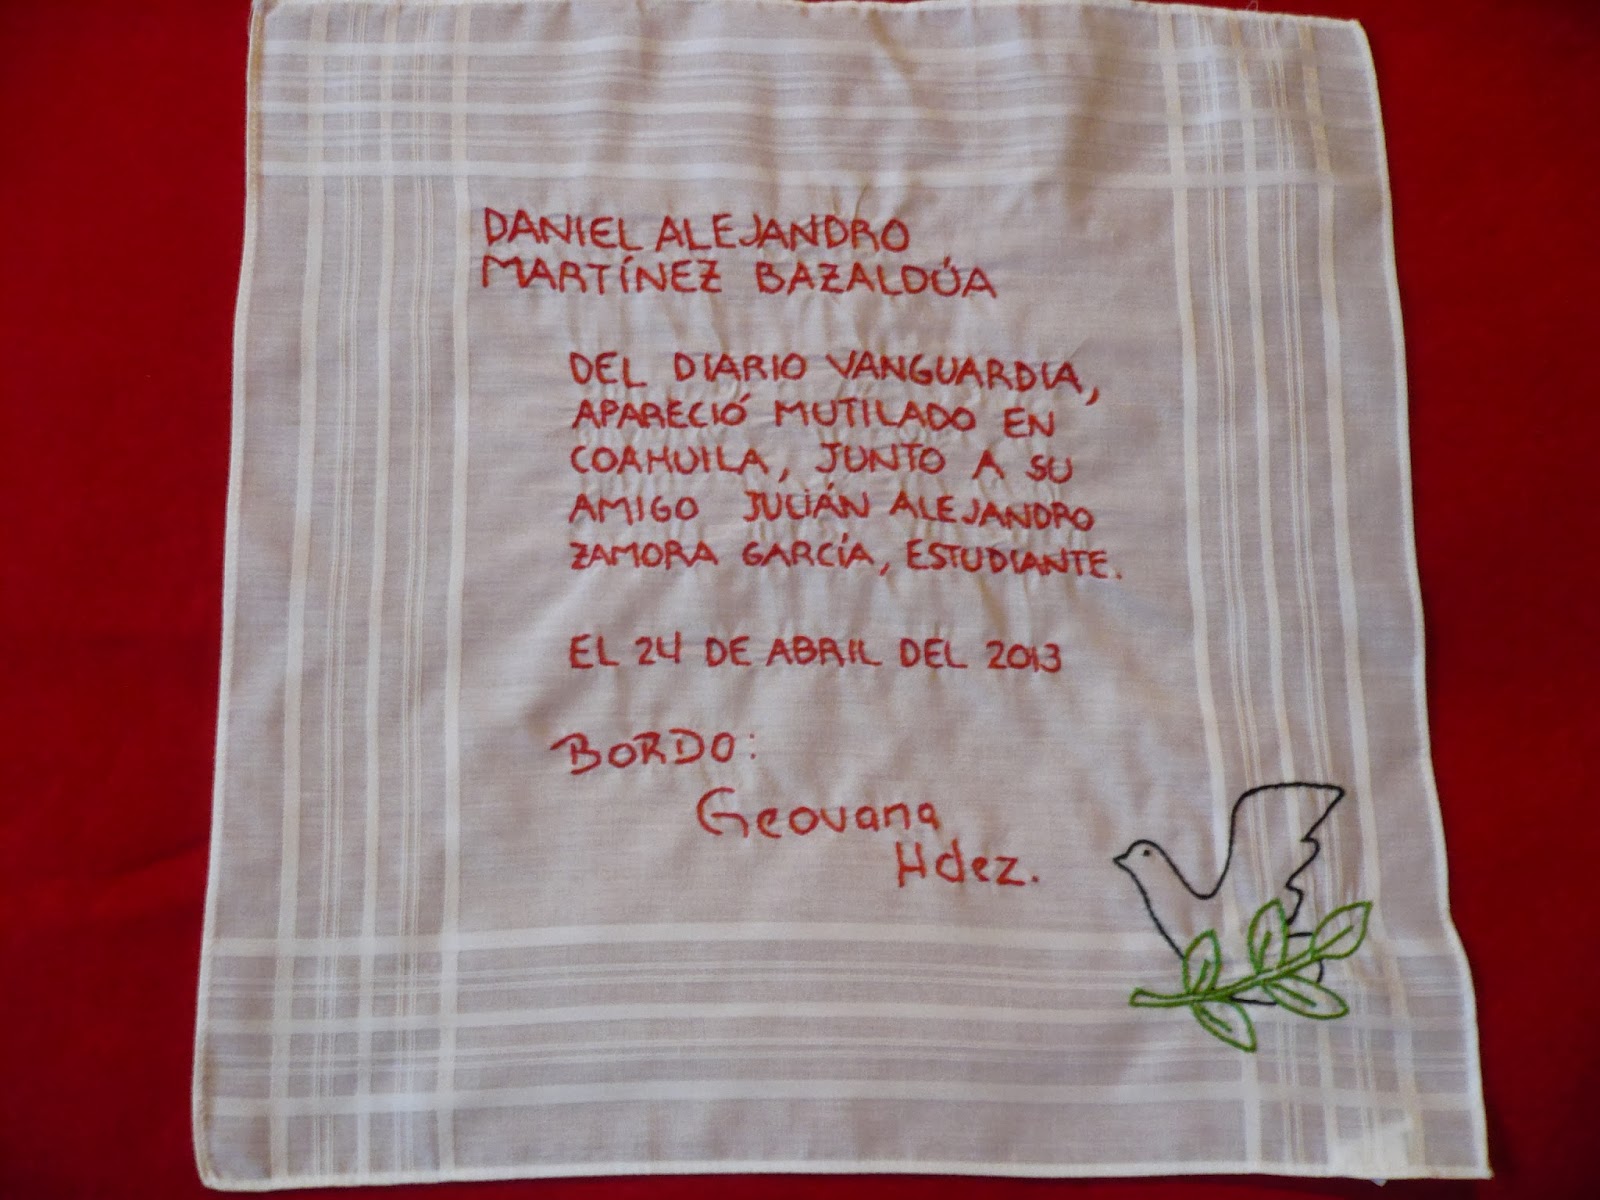 DANIEL ALEJANDRO
MARTÍNEZ BAZALDÚA
DEL DIARIO VANGUARDIA,
APARECIÓ MUTILADO EN
COAHUILA, JUNTO A SU
AMIGO JULIÁN ALEJANDRO
ZAMORA GARCÍA, ESTUDIANTE.
EL 24 DE ABRIL DEL 2013
BORDO:
Geovana
Hdez.